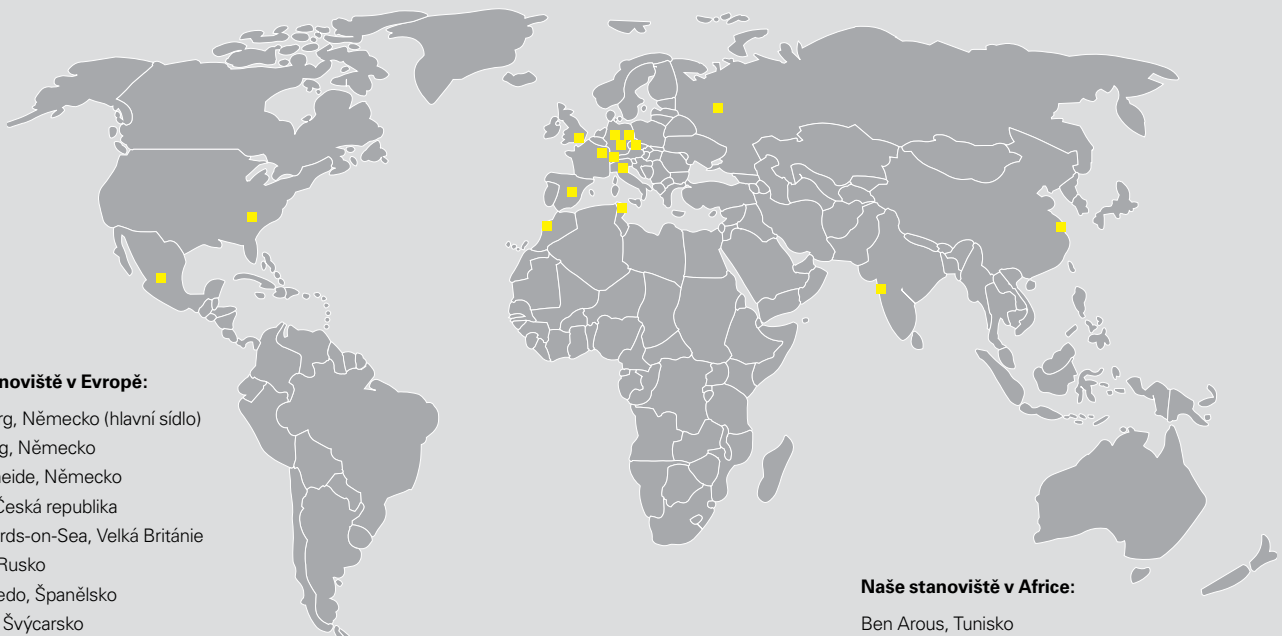 noviště v Evropě:
rg, Německo (hlavní sídlo)
g, Německo
eide, Německo
Česká republika
rds-on-Sea, Velká Británie
Rusko
edo, Španělsko
Švýcarsko
Naše stanoviště v Africe:
Ben Arous, Tunisko